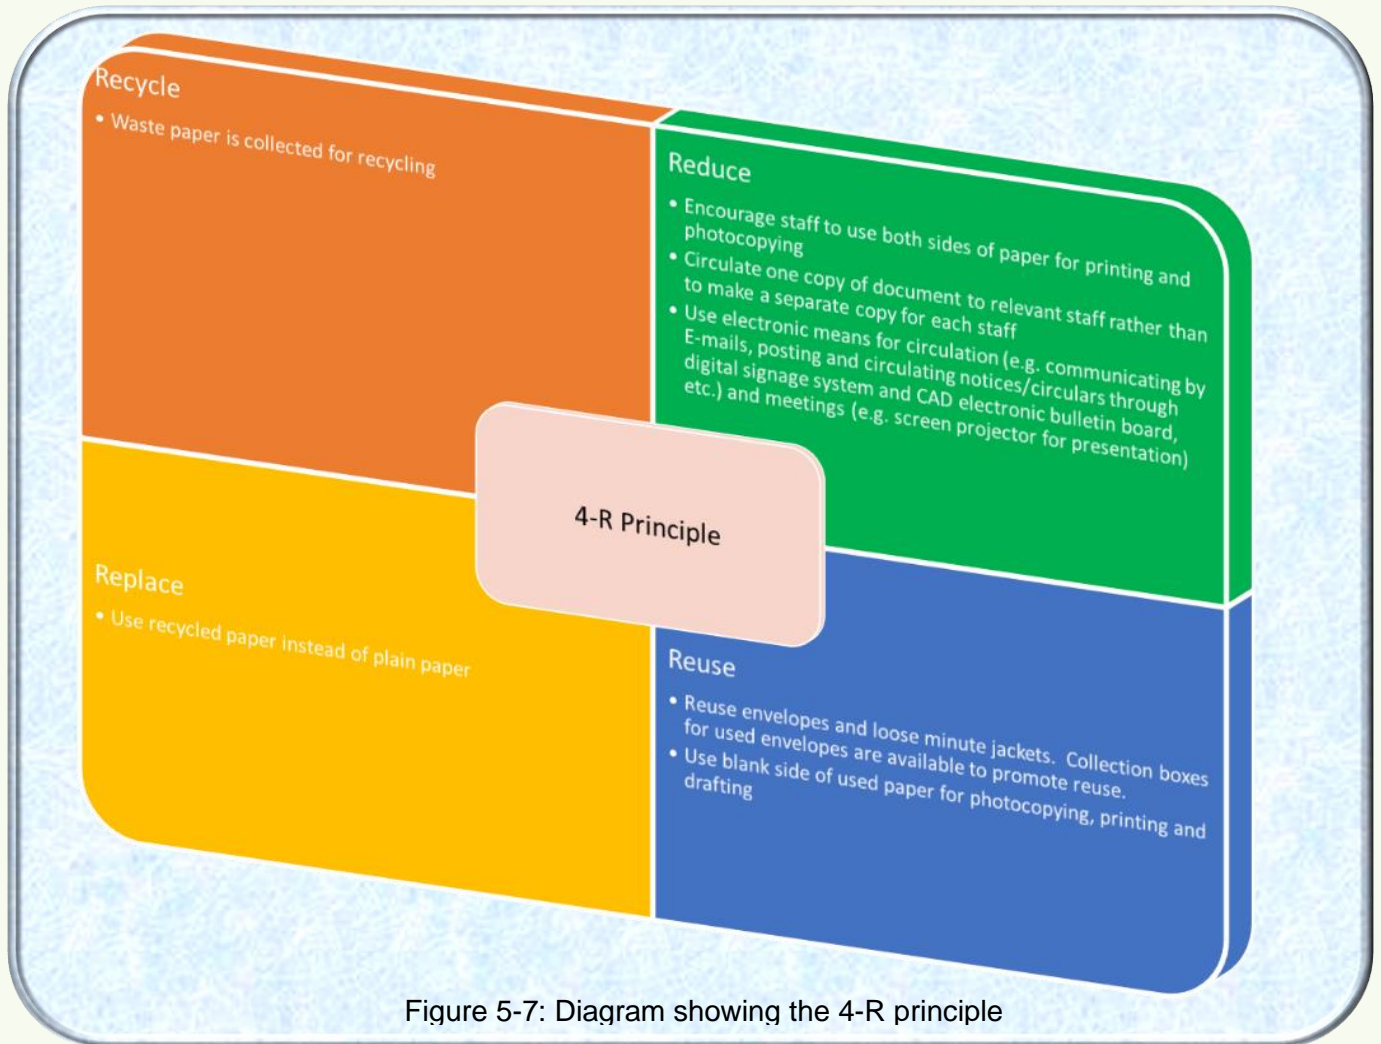 Recycle
• Waste paper is collected for recycling
Reduce
• Encourage staff to use both sides of paper for printing and
photocopying
• Circulate one copy of document to relevant staff rather than
to make a separate copy for each staff
• Use electronic means for circulation (e.g. communicating by
E-mails, posting and circulating notices/circulars through
digital signage system and CAD electronic bulletin board,
etc.) and meetings (e.g. screen projector for presentation)
4-R Principle
Replace
• Use recycled paper instead of plain paper
Reuse
• Reuse envelopes and loose minute jackets.  Collection boxes
for used envelopes are available to promote reuse.
• Use blank side of used paper for photocopying, printing and
drafting
Figure 5-7: Diagram showing the 4-R principle